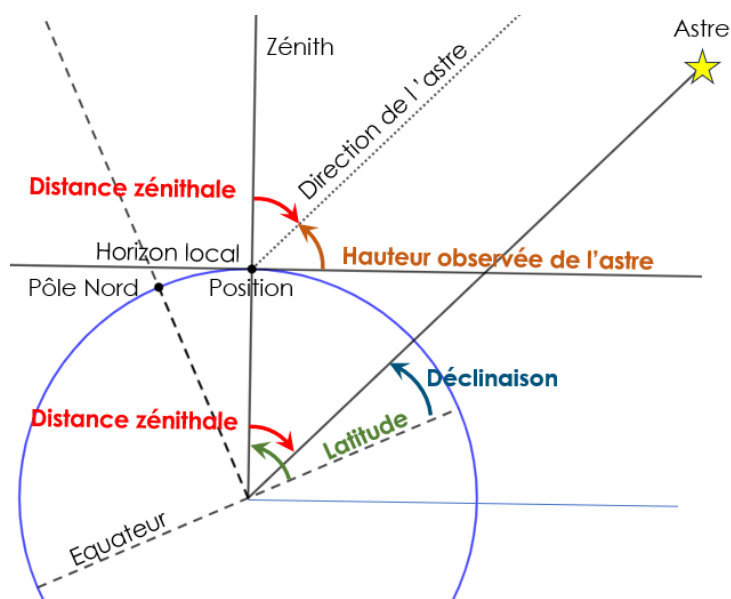 Astre
Zénith
Direction de l 'astre
Distance zénithale
Horizon local
Hauteur observée de l'astre
Pôle Nord
Position
Déclinaison
Distance zénithale
Latitude
Equateur